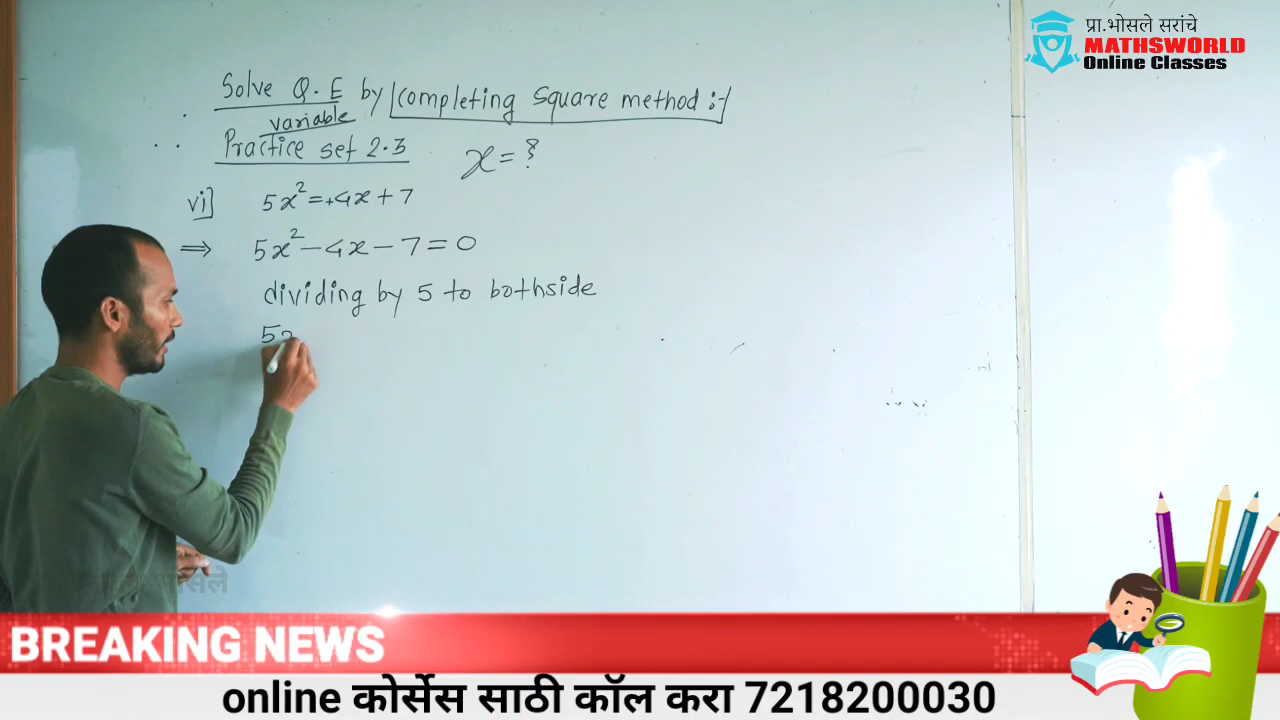 प्रा.भोसले सरांचे
MATHSWORLD
Online Classes
Solve Q.E by completing square method :-
variable
Practice set 2.3
x = ?
vi] 5x² = +4x + 7
⇒ 5x² - 4x - 7 = 0
dividing by 5 to bothside
5x
BREAKING NEWS
online कोर्सेस साठी कॉल करा 7218200030